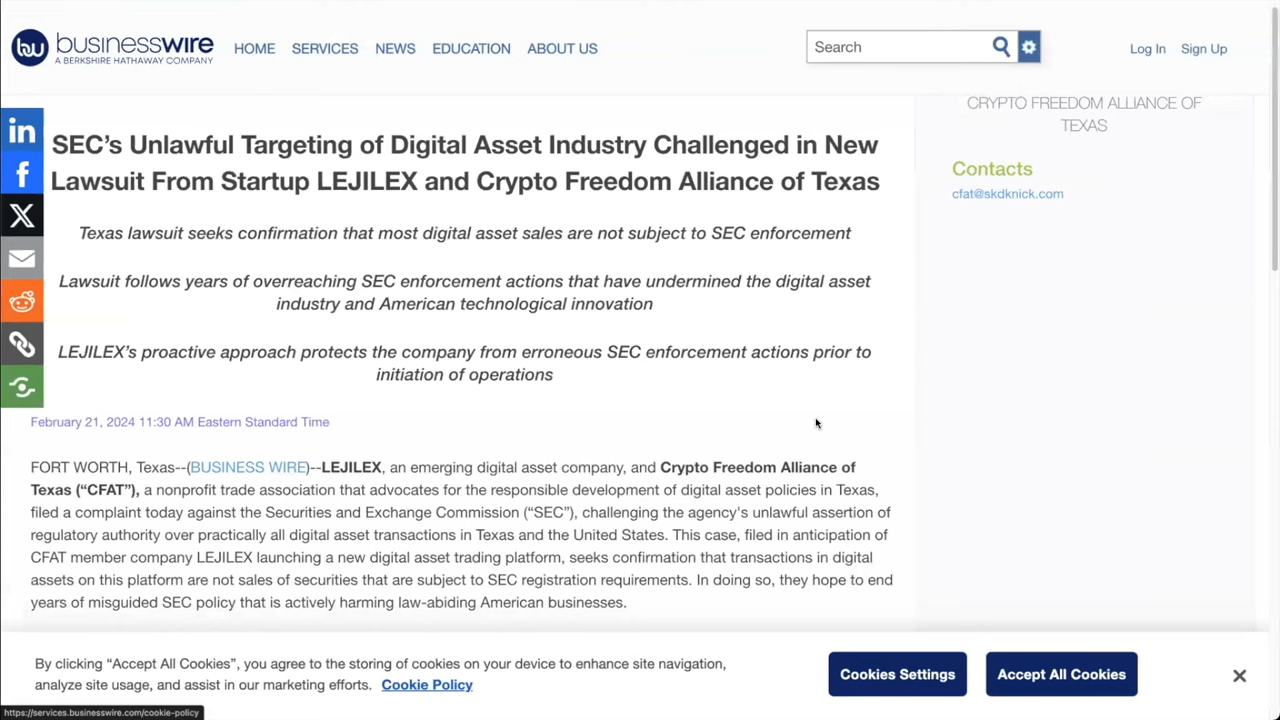 businesswire
A BERKSHIRE HATHAWAY COMPANY
HOME SERVICES NEWS EDUCATION ABOUT US
Search
Log In Sign Up
CRYPTO FREEDOM ALLIANCE OF
TEXAS
Contacts
cfat@skdknick.com
SEC’s Unlawful Targeting of Digital Asset Industry Challenged in New
Lawsuit From Startup LEJILEX and Crypto Freedom Alliance of Texas
Texas lawsuit seeks confirmation that most digital asset sales are not subject to SEC enforcement
Lawsuit follows years of overreaching SEC enforcement actions that have undermined the digital asset
industry and American technological innovation
LEJILEX’s proactive approach protects the company from erroneous SEC enforcement actions prior to
initiation of operations
February 21, 2024 11:30 AM Eastern Standard Time
FORT WORTH, Texas--(BUSINESS WIRE)--LEJILEX, an emerging digital asset company, and Crypto Freedom Alliance of
Texas (“CFAT”), a nonprofit trade association that advocates for the responsible development of digital asset policies in Texas,
filed a complaint today against the Securities and Exchange Commission (“SEC”), challenging the agency's unlawful assertion of
regulatory authority over practically all digital asset transactions in Texas and the United States. This case, filed in anticipation of
CFAT member company LEJILEX launching a new digital asset trading platform, seeks confirmation that transactions in digital
assets on this platform are not sales of securities that are subject to SEC registration requirements. In doing so, they hope to end
years of misguided SEC policy that is actively harming law-abiding American businesses.
By clicking “Accept All Cookies”, you agree to the storing of cookies on your device to enhance site navigation,
analyze site usage, and assist in our marketing efforts. Cookie Policy
Cookies Settings
Accept All Cookies
https://services.businesswire.com/cookie-policy